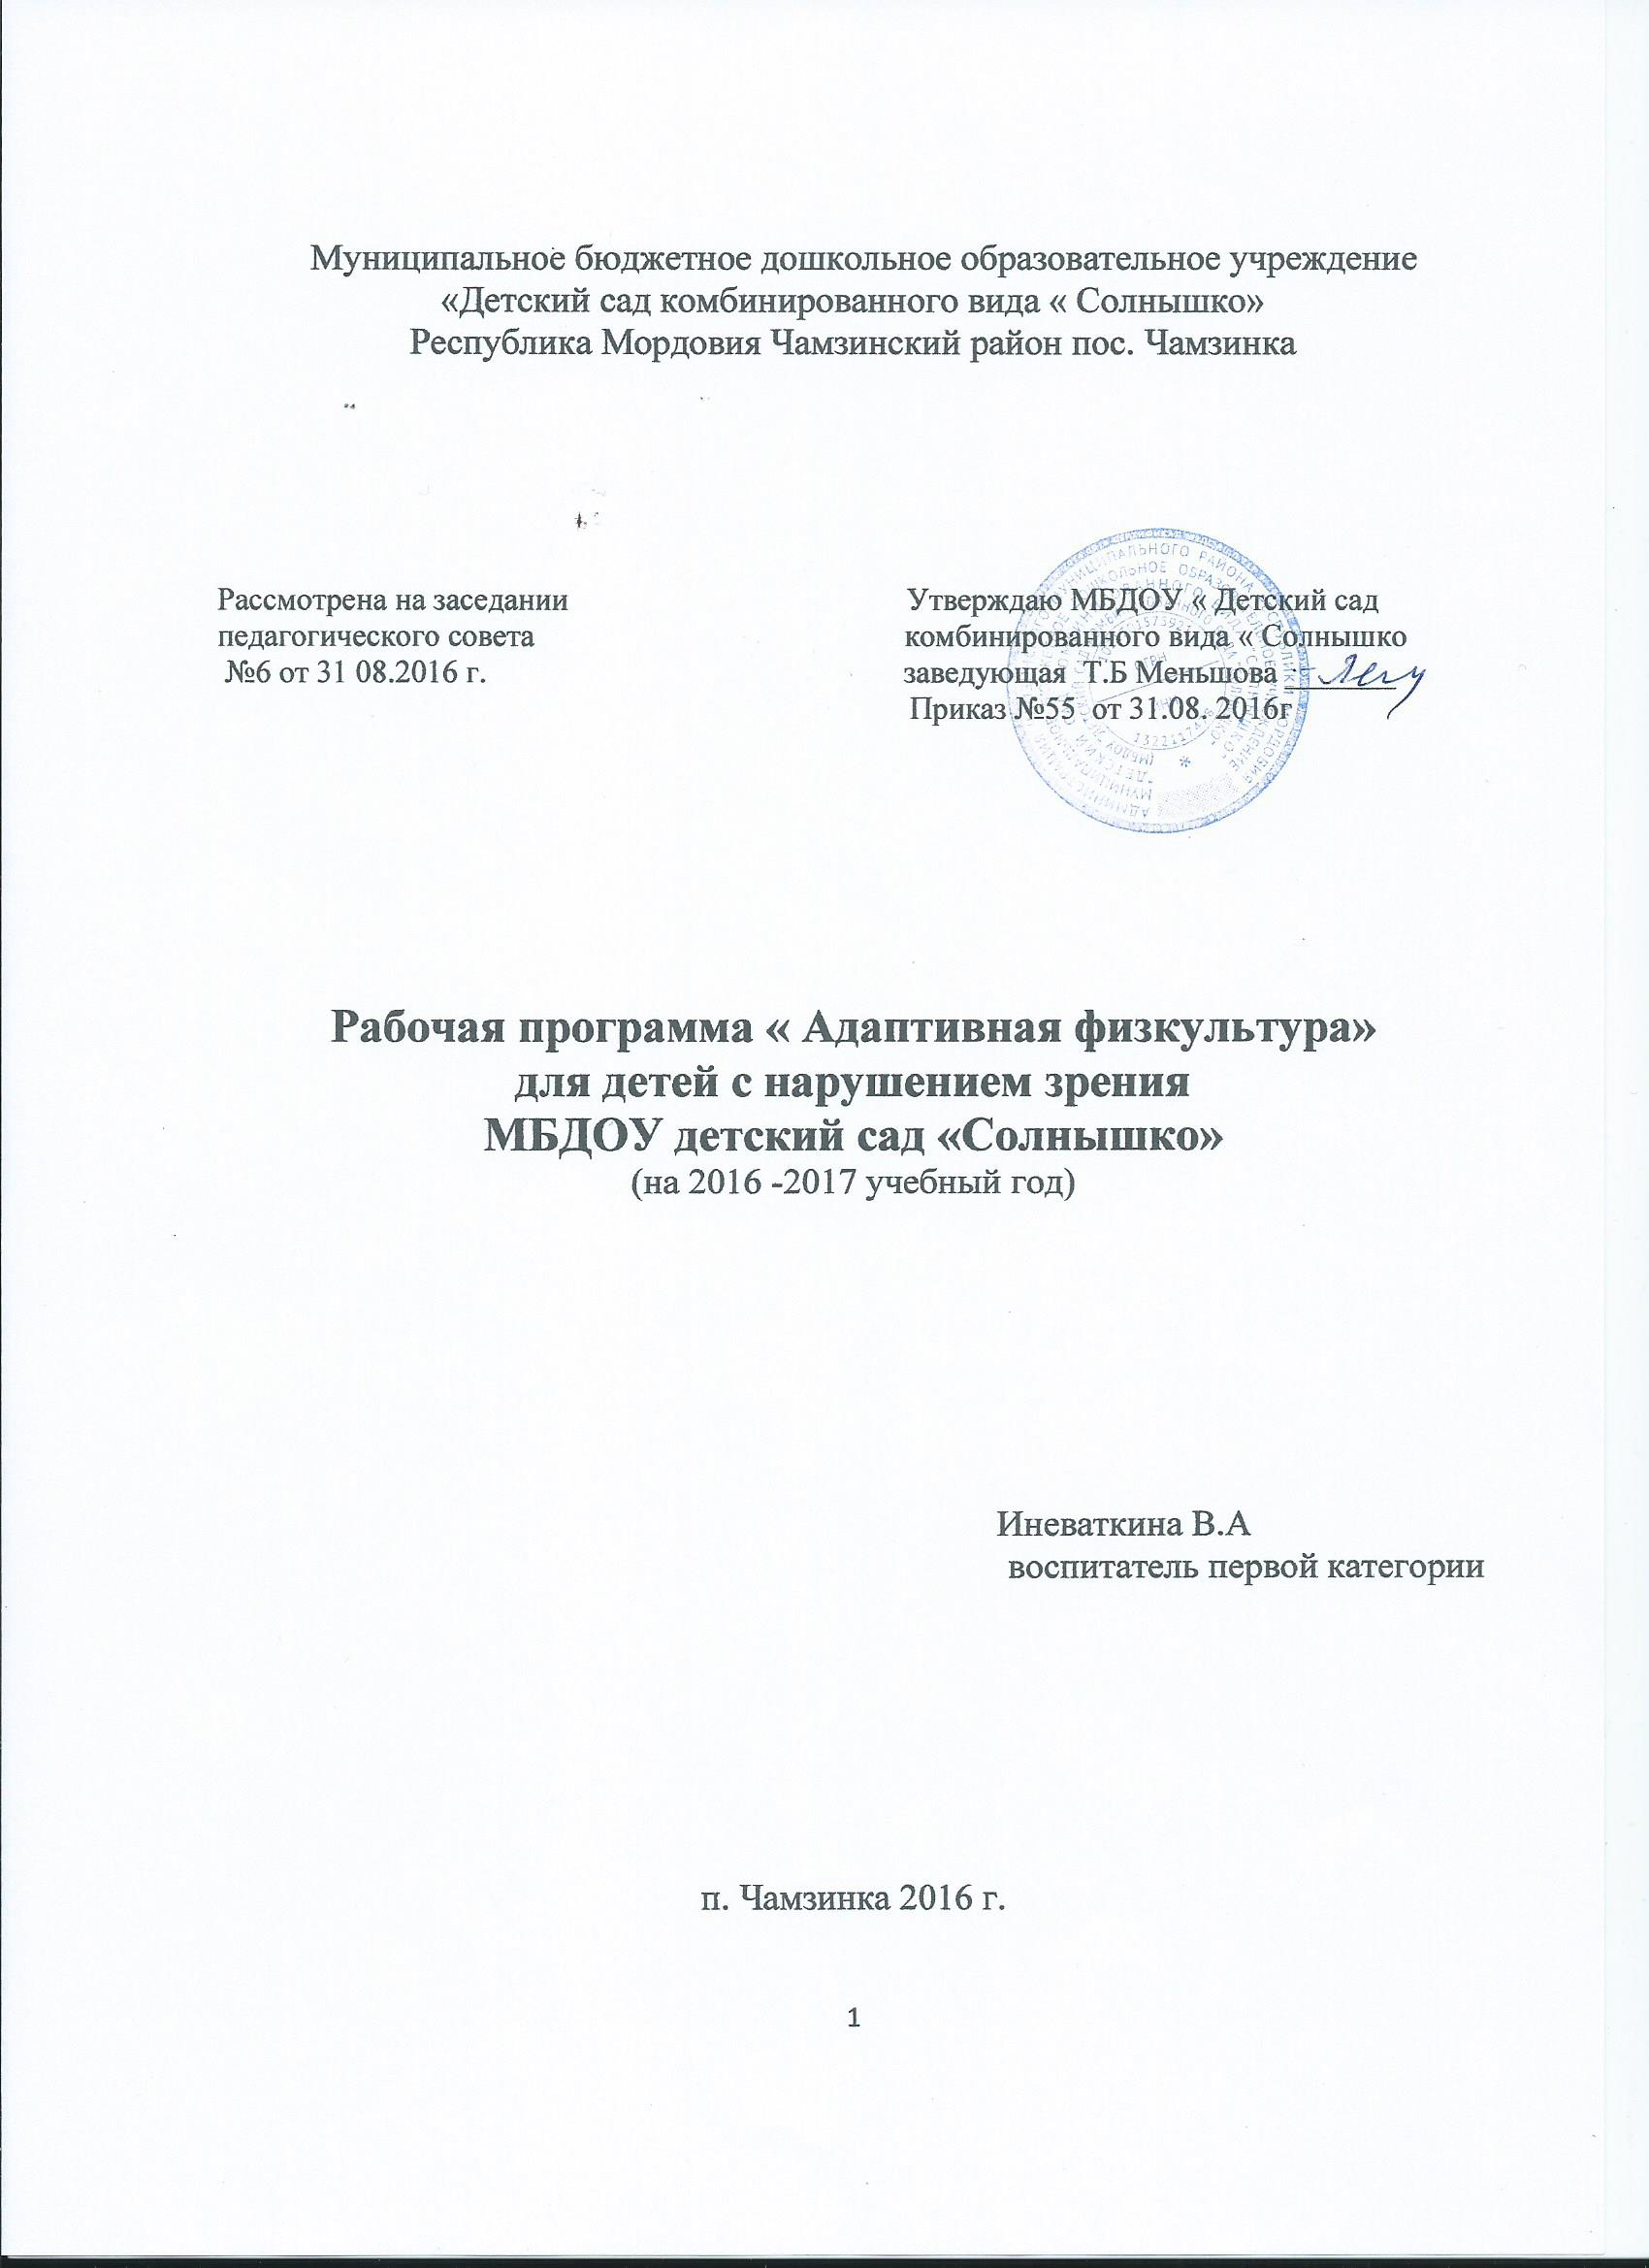 Муниципальное бюджетное дошкольное образовательное учреждение
«Детский сад комбинированного вида « Солнышко»
Республика Мордовия Чамзинский район пос. Чамзинка
Рассмотрена на заседании
педагогического совета
№6 от 31 08.2016 г.
Утверждаю МБДОУ « Детский сад
комбинированного вида « Солнышко
заведующая Т.Б Меньшова
Приказ №55 от 31.08. 2016г
Рабочая программа « Адаптивная физкультура»
для детей с нарушением зрения
МБДОУ детский сад «Солнышко»
(на 2016 -2017 учебный год)
Иневаткина В.А
воспитатель первой категории
п. Чамзинка 2016 г.
1